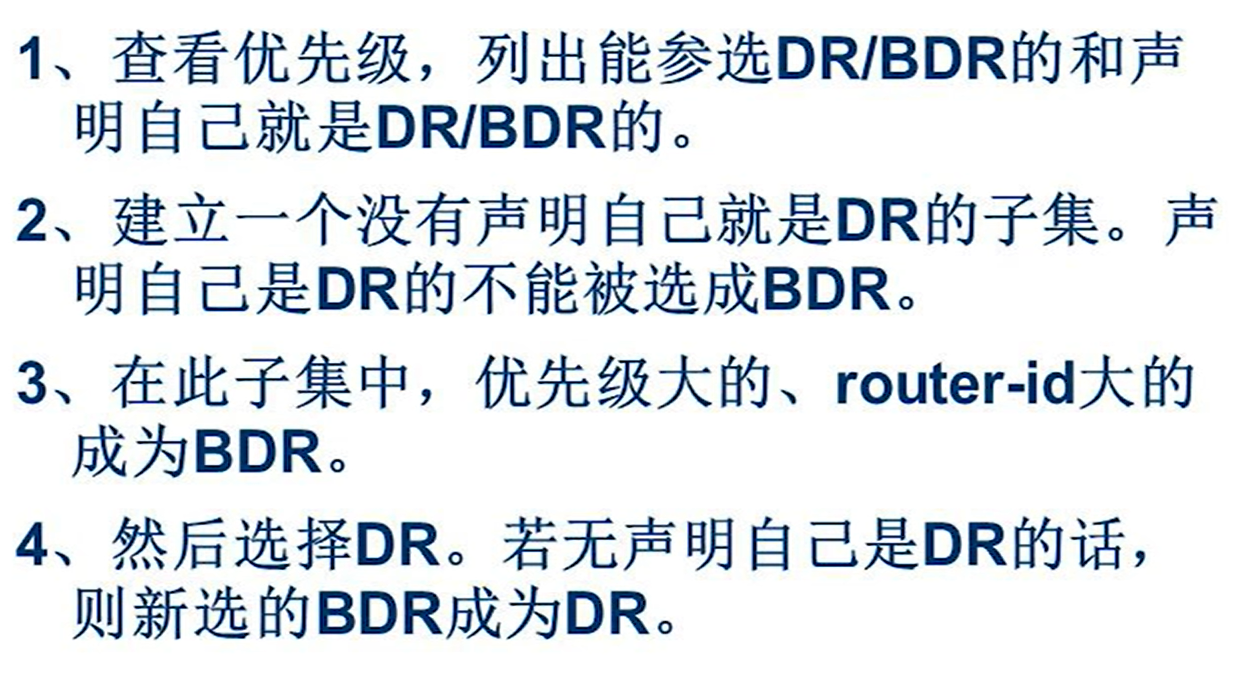 1、查看优先级，列出能参选DR/BDR的和声
明自己就是DR/BDR的。
2、建立一个没有声明自己就是DR的子集。声
明自己是DR的不能被选成BDR。
3、在此子集中，优先级大的、router-id大的
成为BDR。
4、然后选择DR。若无声明自己是DR的话，
则新选的BDR成为DR。